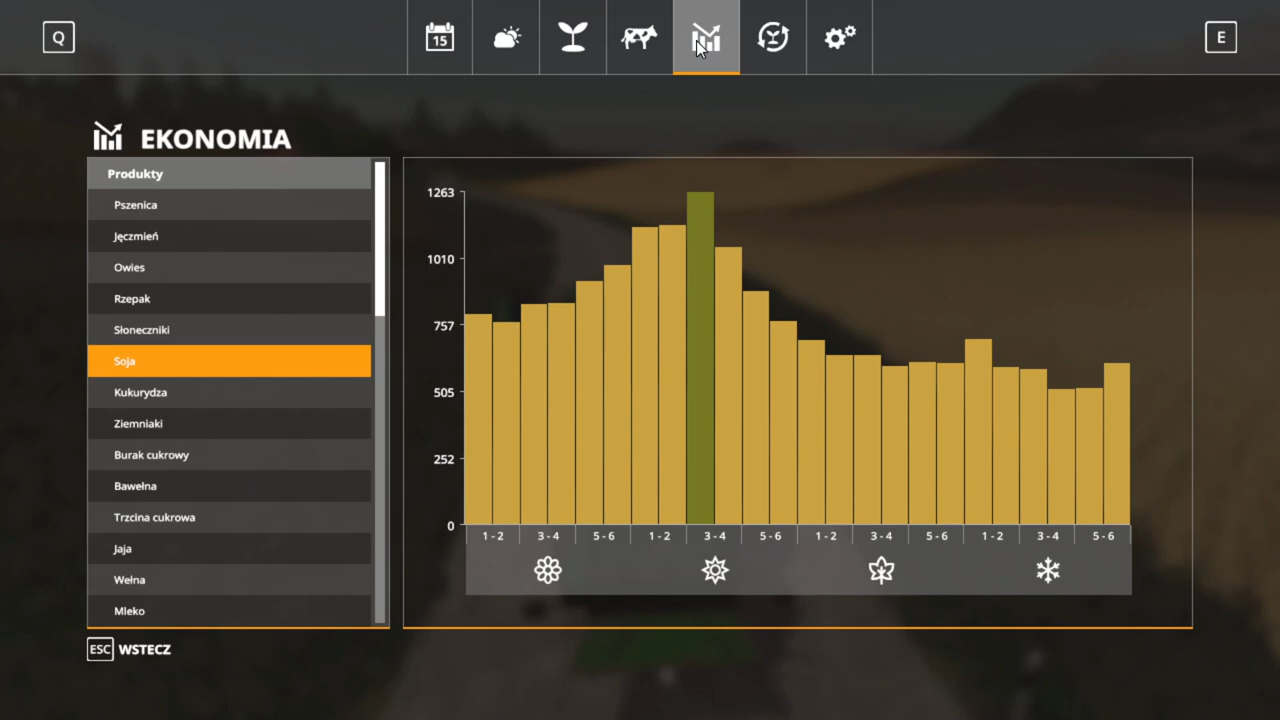 Q
15
E
EKONOMIA
Produkty
Pszenica
Jęczmień
Owies
Rzepak
Słoneczniki
Soja
Kukurydza
Ziemniaki
Burak cukrowy
Bawełna
Trzcina cukrowa
Jaja
Wełna
Mleko
1263
1010
757
505
252
0
1 - 2 3 - 4 5 - 6 1 - 2 3 - 4 5 - 6 1 - 2 3 - 4 5 - 6 1 - 2 3 - 4 5 - 6
ESC WSTECZ